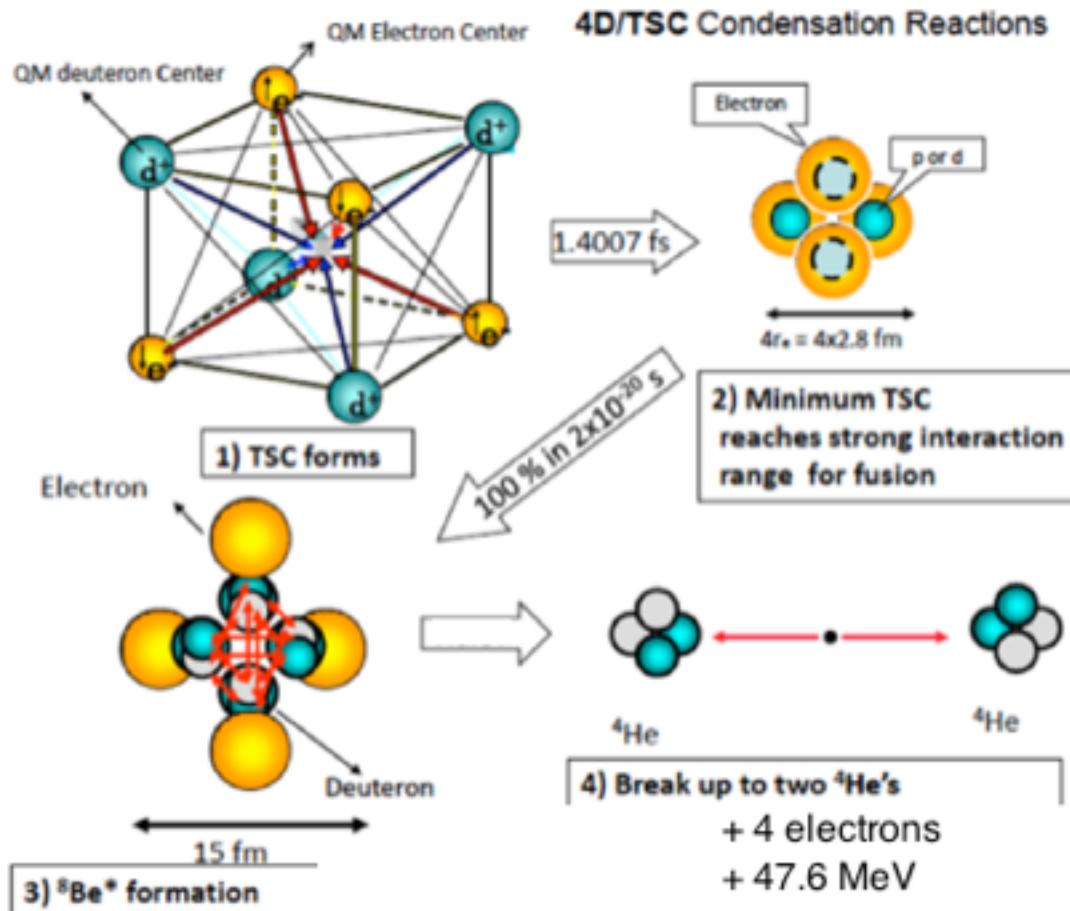 4D/TSC Condensation Reactions
QM Electron Center
QM deuteron Center
e⁻
d⁺
d⁺
e⁻
d⁺
e⁻
e⁻
d⁺
1) TSC forms
1.4007 fs
Electron
p or d
4rₑ = 4x2.8 fm
2) Minimum TSC
reaches strong interaction
range for fusion
100 % in 2x10⁻²⁰ s
Electron
Deuteron
15 fm
3) ⁸Be* formation
⁴He
⁴He
4) Break up to two ⁴He's
+ 4 electrons
+ 47.6 MeV